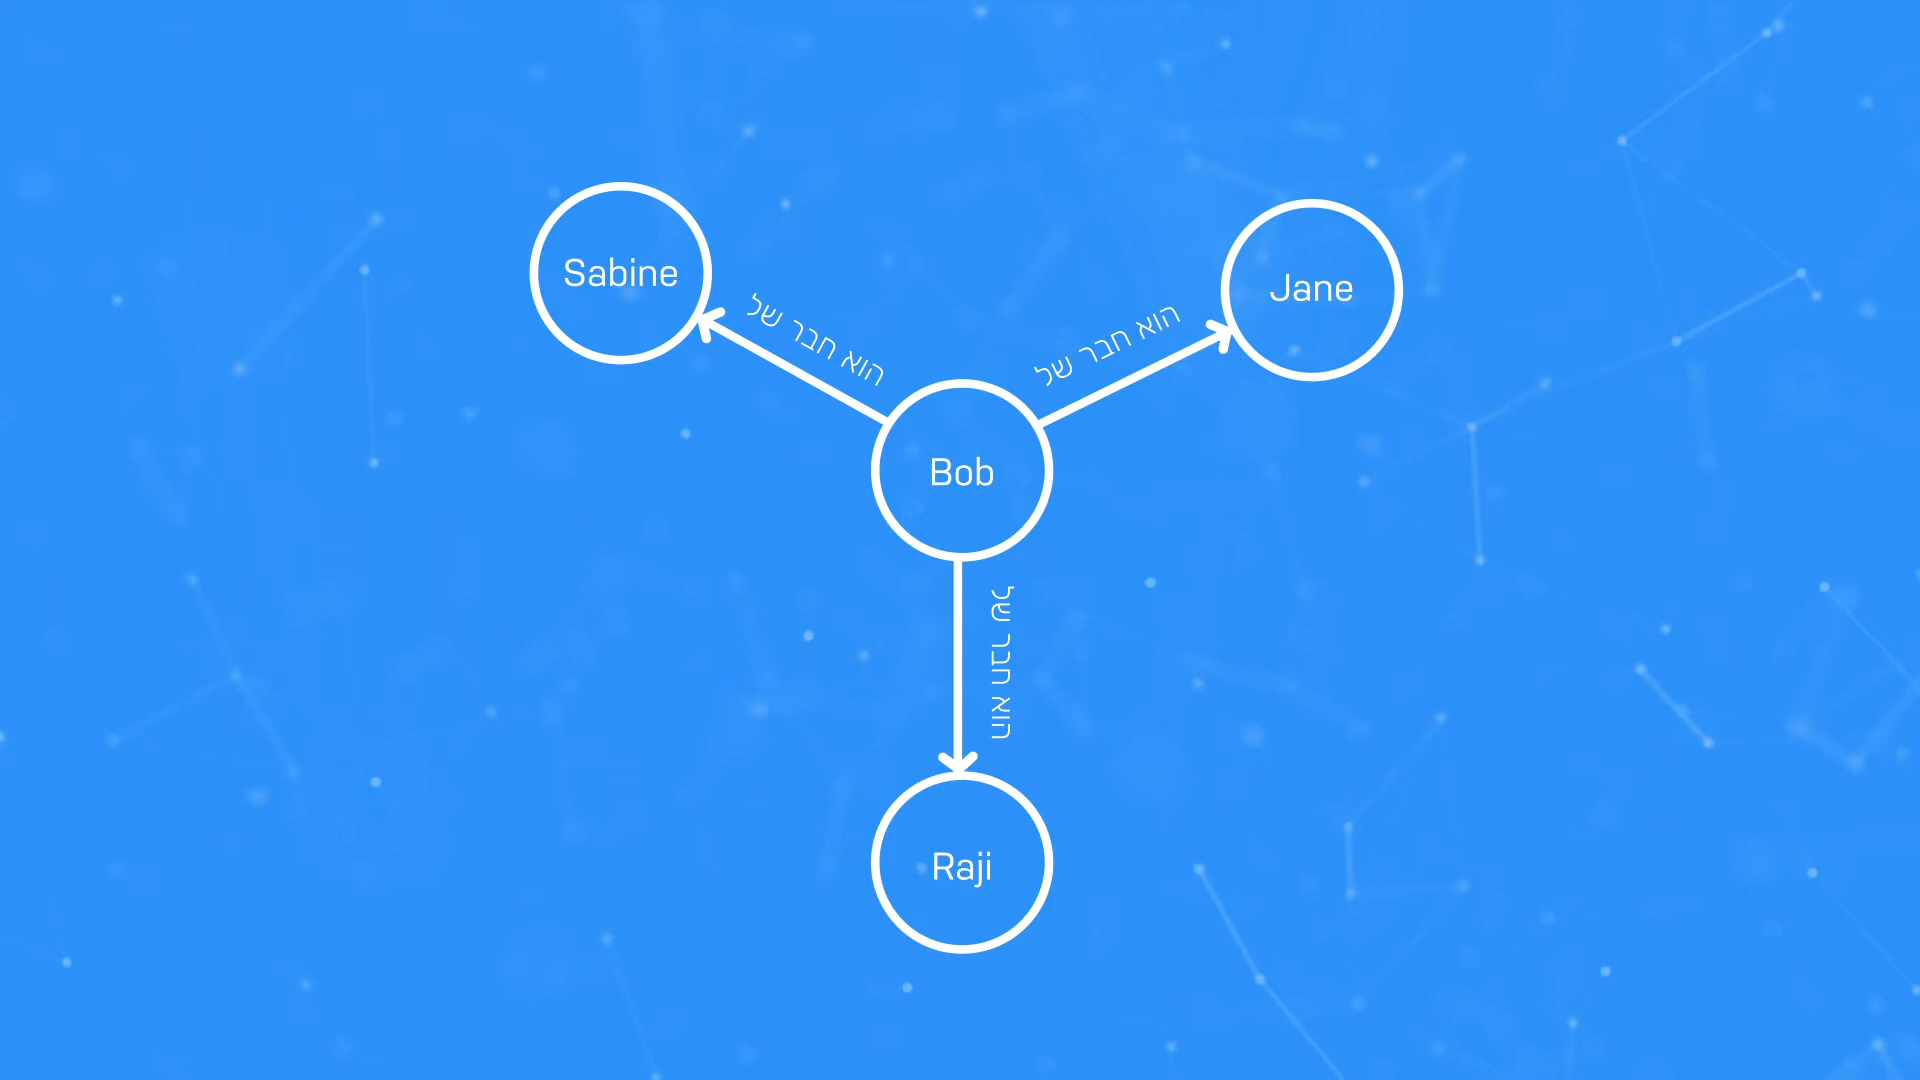 Sabine
Jane
הוא חבר של
הוא חבר של
Bob
הוא חבר של
Raji